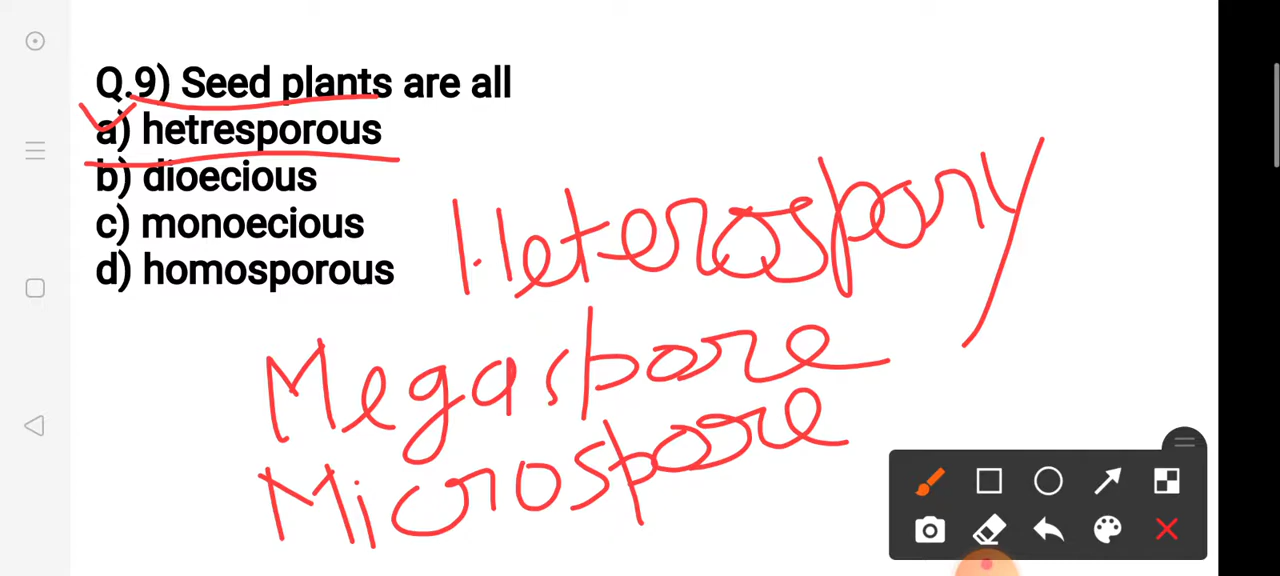 Q.9) Seed plants are all
a) hetresporous
b) dioecious
c) monoecious
d) homosporous
Heterospory
Megaspore
Microspore